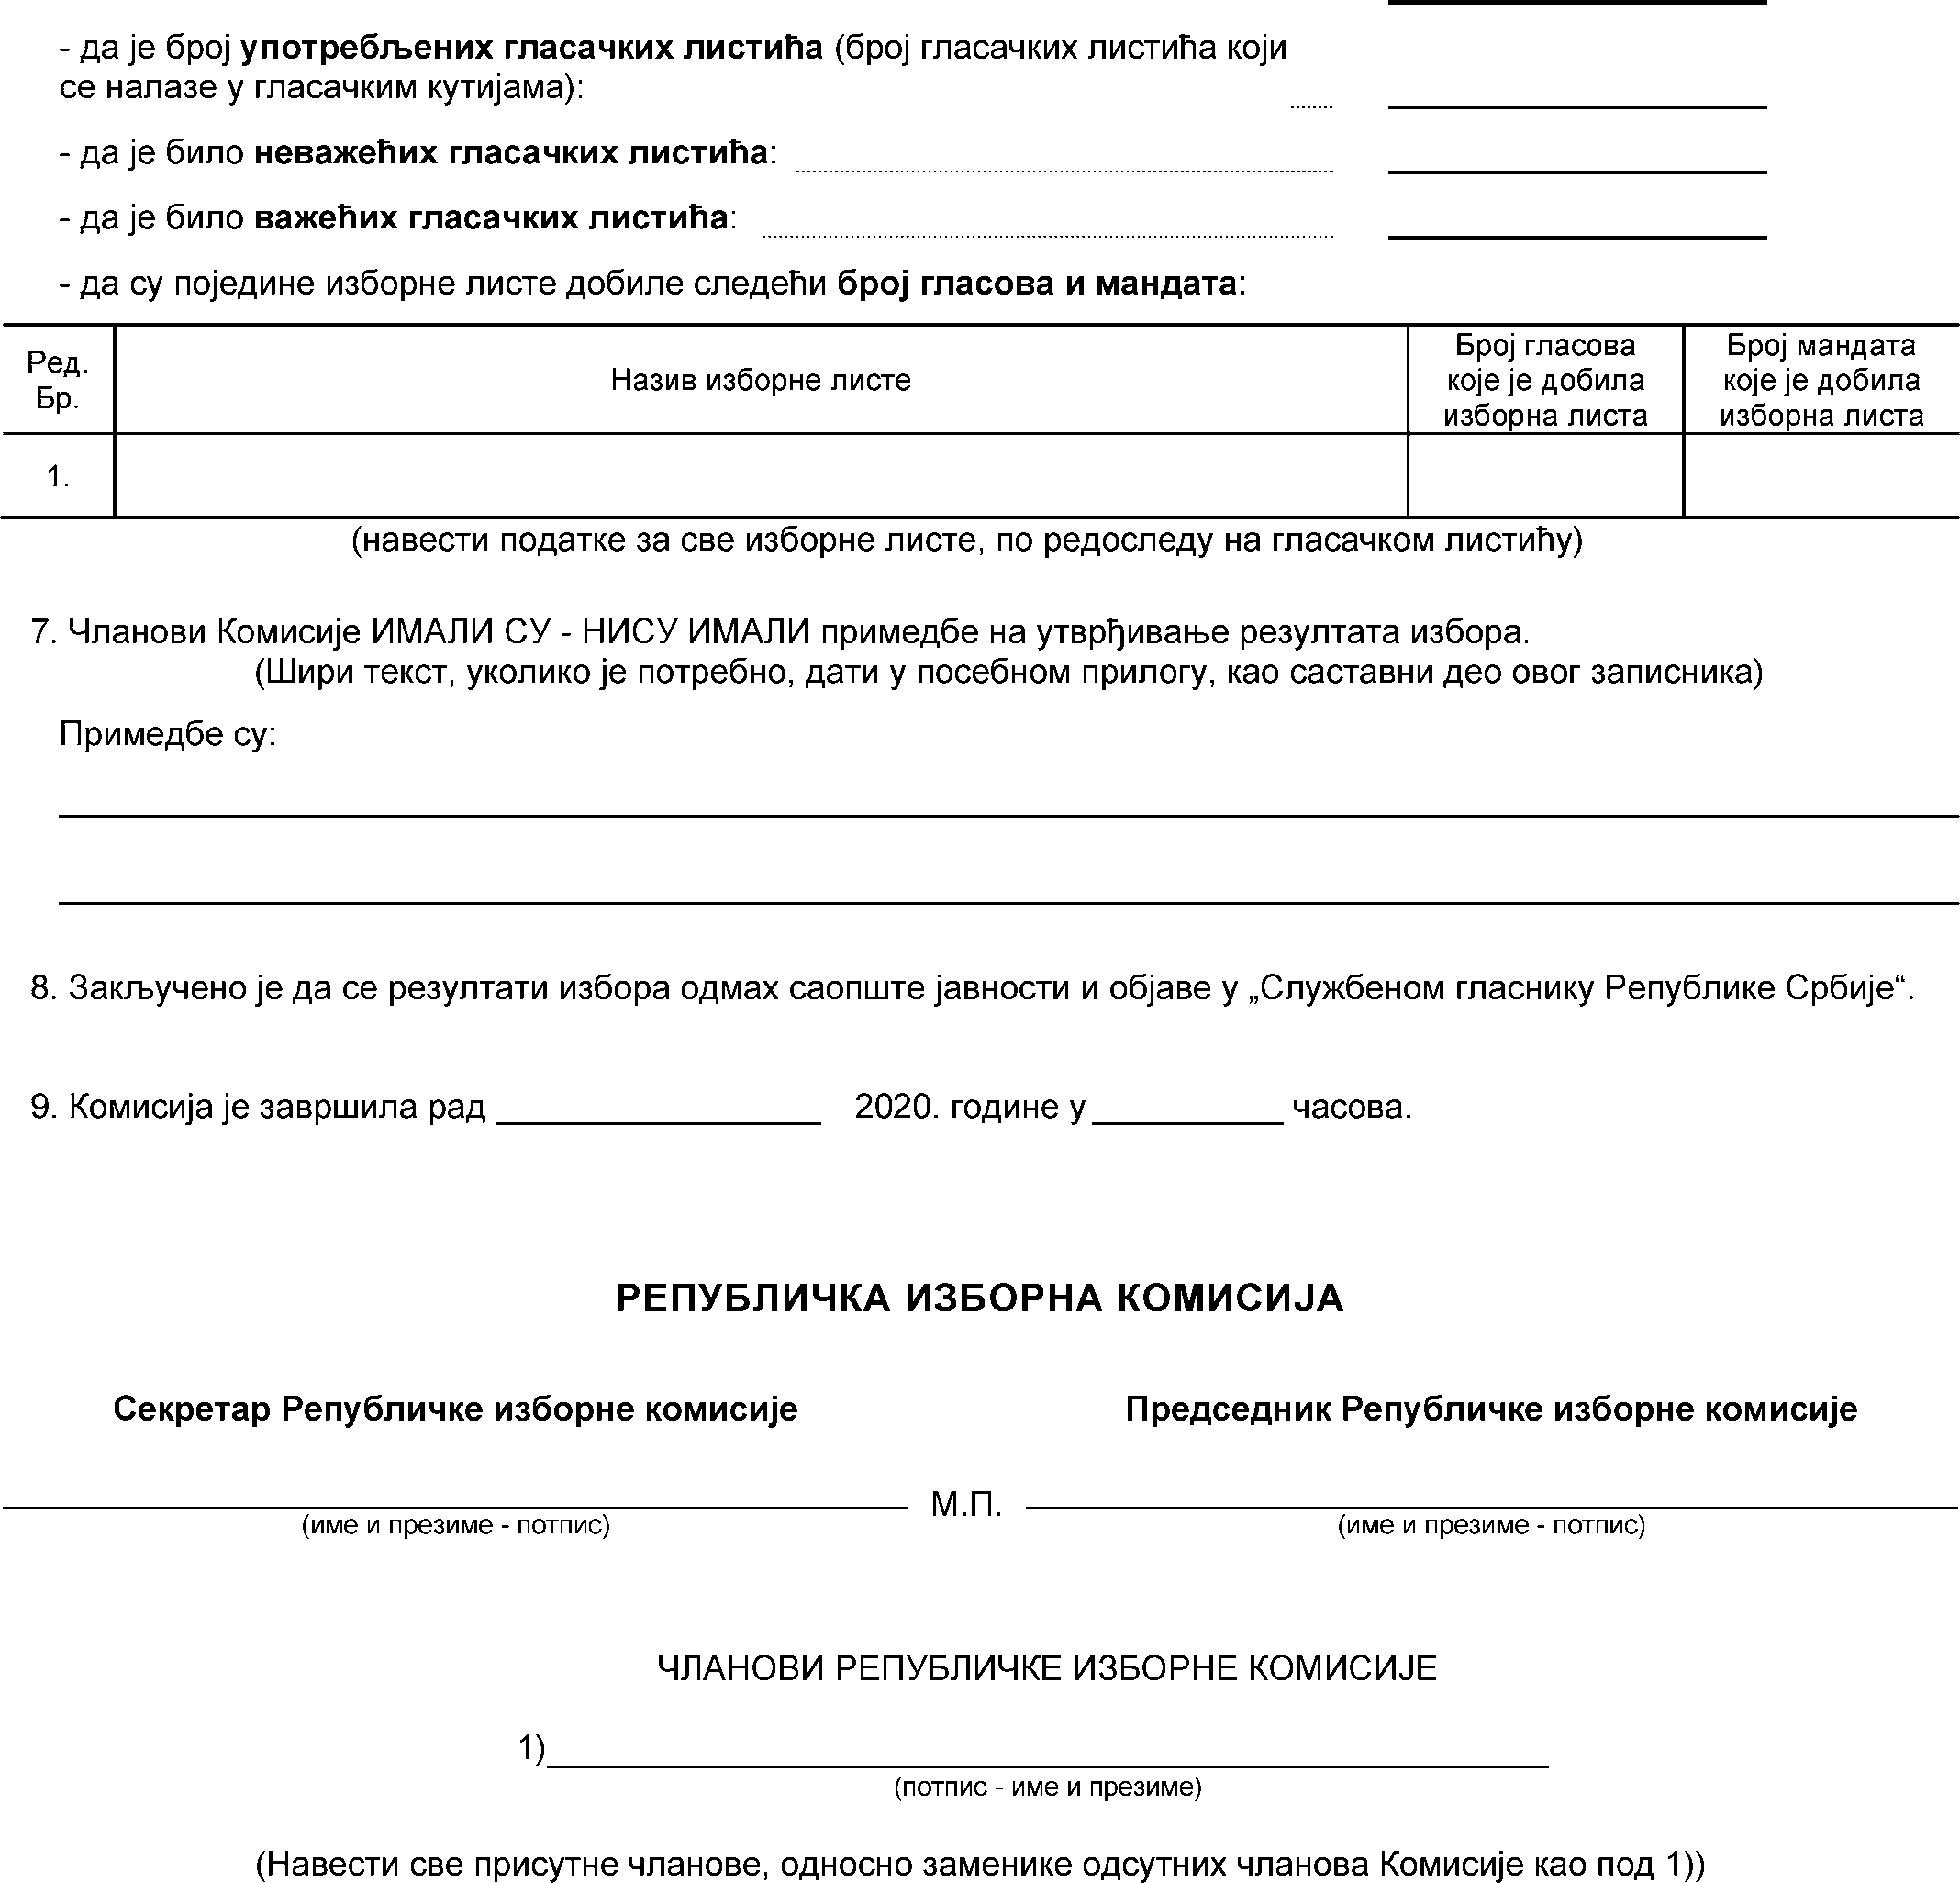 - да је број употребљених гласачких листића (број гласачких листића који
се налазе у гласачким кутијама):
- да је било неважећих гласачких листића:
- да је било важећих гласачких листића:
- да су поједине изборне листе добиле следећи број гласова и мандата:
Ред.
Бр.
Назив изборне листе
Број гласова
које је добила
изборна листа
Број мандата
које је добила
изборна листа
1.
(навести податке за све изборне листе, по редоследу на гласачком листићу)
7. Чланови Комисије ИМАЛИ СУ - НИСУ ИМАЛИ примедбе на утврђивање резултата избора.
(Шири текст, уколико је потребно, дати у посебном прилогу, као саставни део овог записника)
Примедбе су:
8. Закључено је да се резултати избора одмах саопште јавности и објаве у „Службеном гласнику Републике Србије“.
9. Комисија је завршила рад 2020. године у часова.
РЕПУБЛИЧКА ИЗБОРНА КОМИСИЈА
Секретар Републичке изборне комисије
Председник Републичке изборне комисије
М.П.
(име и презиме - потпис)
(име и презиме - потпис)
ЧЛАНОВИ РЕПУБЛИЧКЕ ИЗБОРНЕ КОМИСИЈЕ
1)
(потпис - име и презиме)
(Навести све присутне чланове, односно заменике одсутних чланова Комисије као под 1))